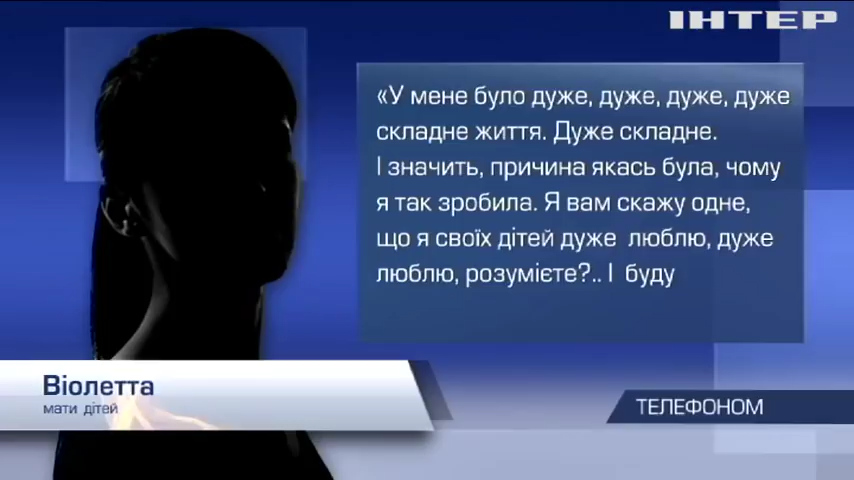 ІНТЕР
«У мене було дуже, дуже, дуже, дуже
складне життя. Дуже складне.
І значить, причина якась була, чому
я так зробила. Я вам скажу одне,
що я своїх дітей дуже люблю, дуже
люблю, розумієте?.. І буду
Віолетта
мати дітей
ТЕЛЕФОНОМ